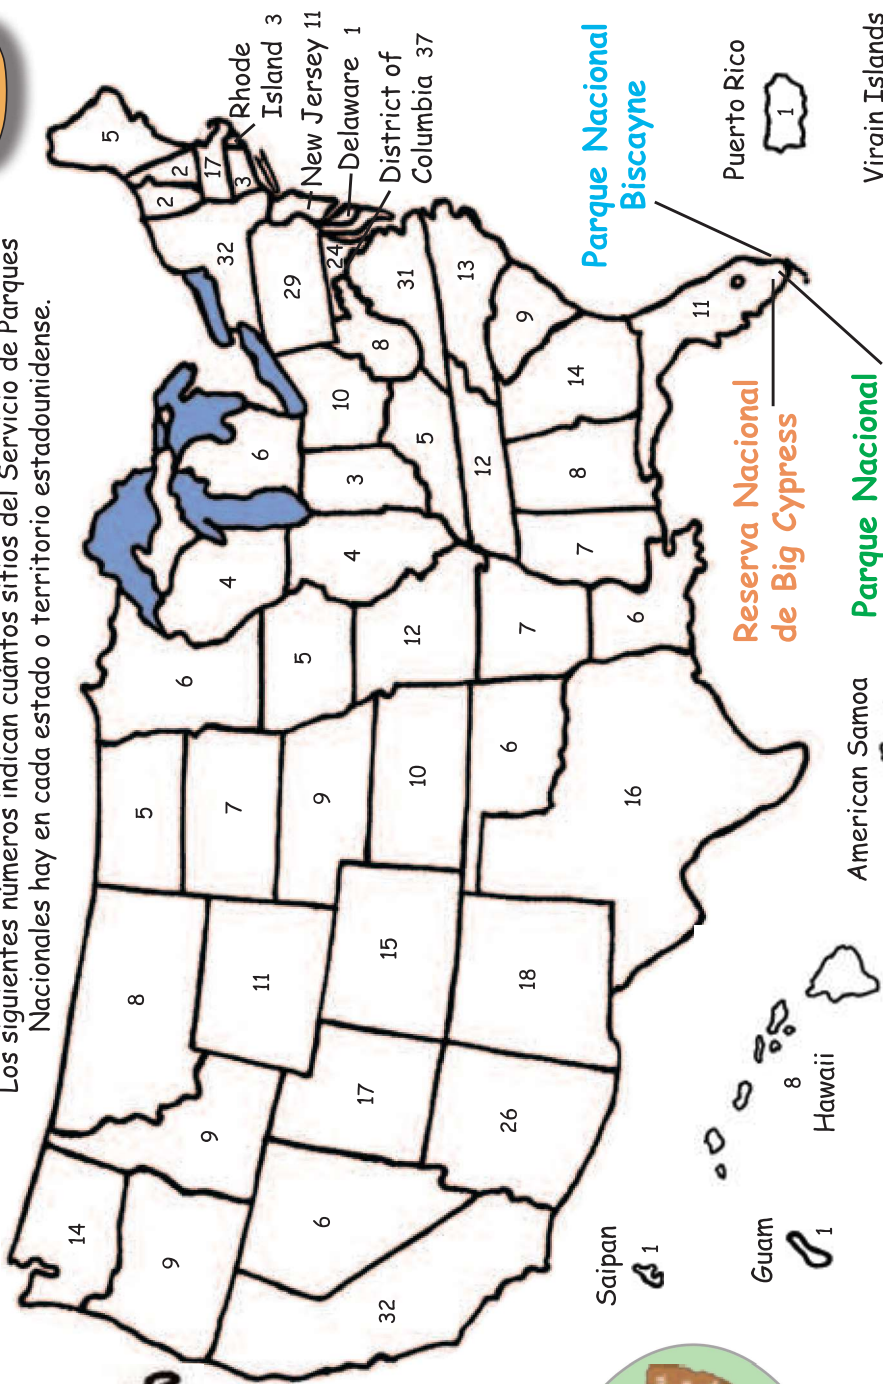 Los siguientes números indican cuántos sitios del Servicio de Parques
Nacionales hay en cada estado o territorio estadounidense.
14
9
32
6
9
8
11
17
26
15
18
5
7
9
10
6
16
6
5
12
7
6
4
4
7
6
3
10
5
12
8
14
9
8
31
13
11
29
24
32
2
2
5
17
3
Rhode
Island 3
New Jersey 11
Delaware 1
District of
Columbia 37
Parque Nacional
Biscayne
Reserva Nacional
de Big Cypress
Parque Nacional
Puerto Rico
1
Virgin Islands
American Samoa
8
Hawaii
Saipan
1
Guam
1